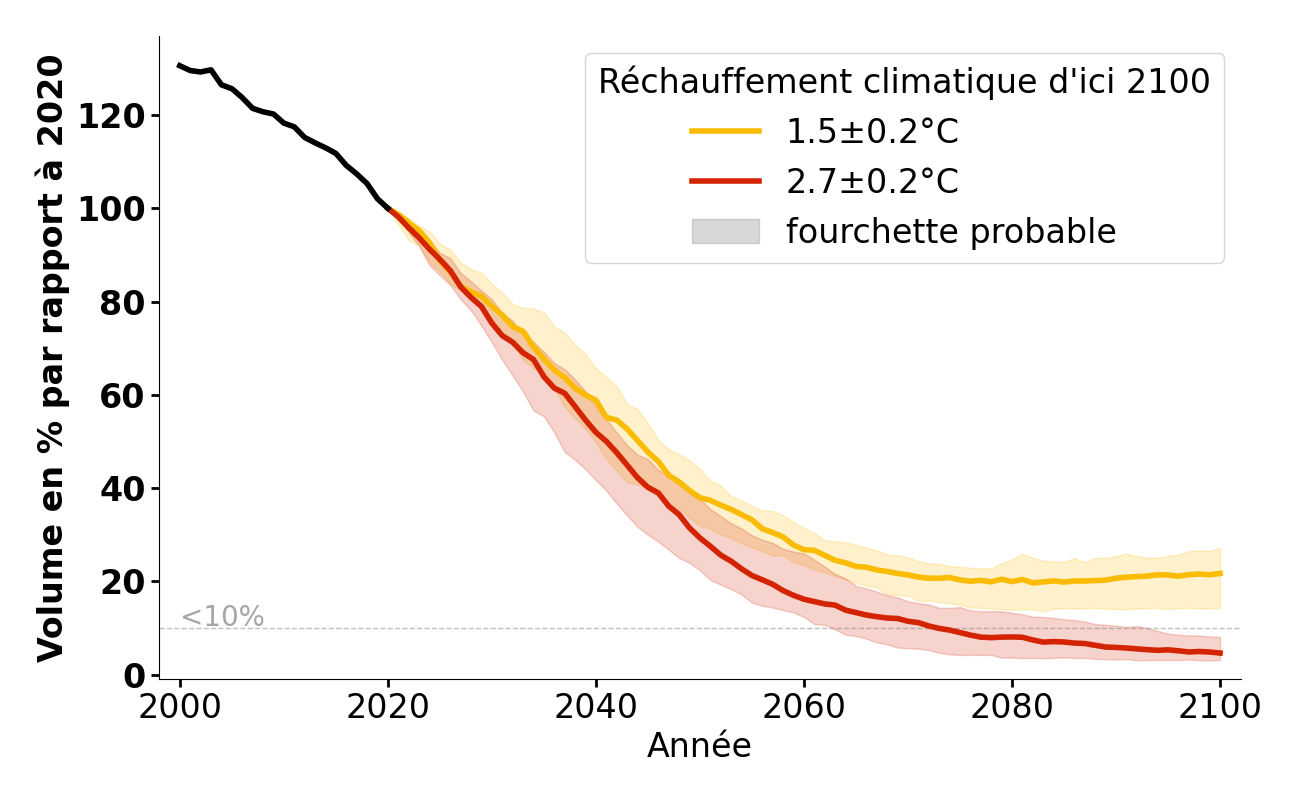 Volume en % par rapport à 2020
120
100
80
60
40
20
0
Réchauffement climatique d'ici 2100
1.5±0.2°C
2.7±0.2°C
fourchette probable
<10%
2000 2020 2040 2060 2080 2100
Année